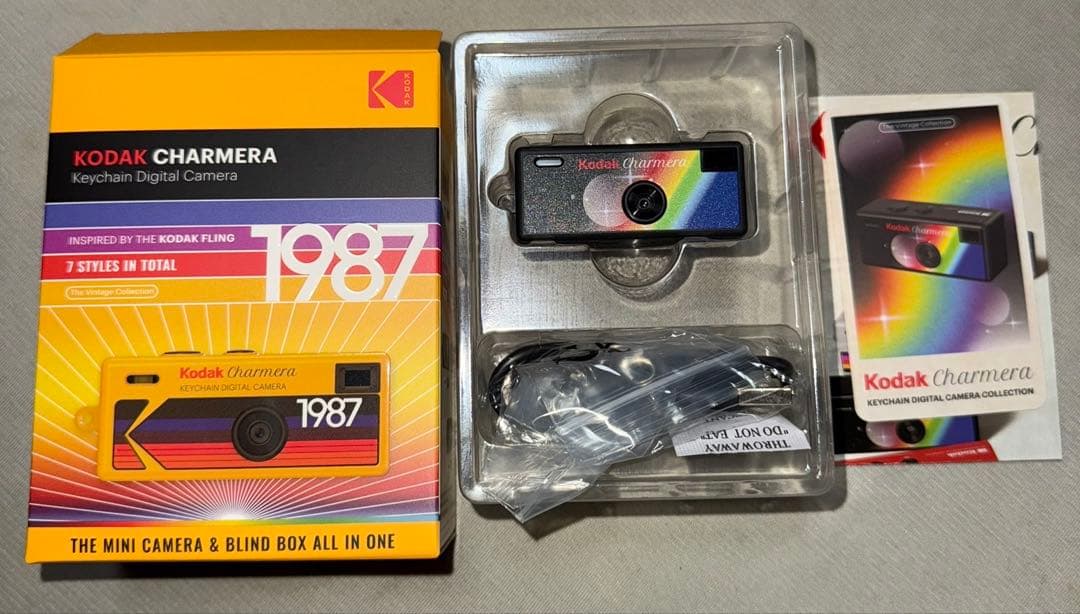 KODAK
KODAK CHARMERA
Keychain Digital Camera
INSPIRED BY THE KODAK FLING
1987
7 STYLES IN TOTAL
The Vintage Collection
Kodak Charmera
KEYCHAIN DIGITAL CAMERA
1987
THE MINI CAMERA & BLIND BOX ALL IN ONE
Kodak Charmera
THROWAWAY
"DO NOT EAT"
The Vintage Collection
Kodak Charmera
Kodak Charmera
KEYCHAIN DIGITAL CAMERA COLLECTION